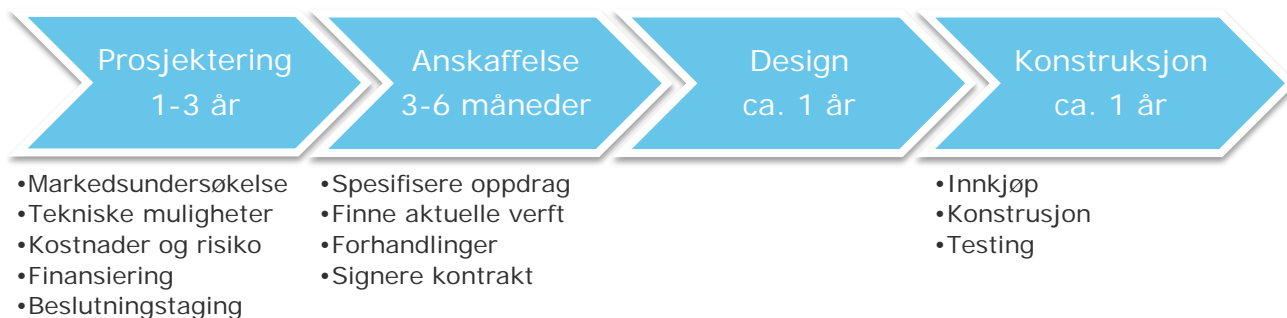 Prosjektering
1-3 år
Anskaffelse
3-6 måneder
Design
ca. 1 år
Konstruksjon
ca. 1 år
•Markedsundersøkelse
•Tekniske muligheter
•Kostnader og risiko
•Finansiering
•Beslutningstaging
•Spesifisere oppdrag
•Finne aktuelle verft
•Forhandlinger
•Signere kontrakt
•Innkjøp
•Konstrusjon
•Testing